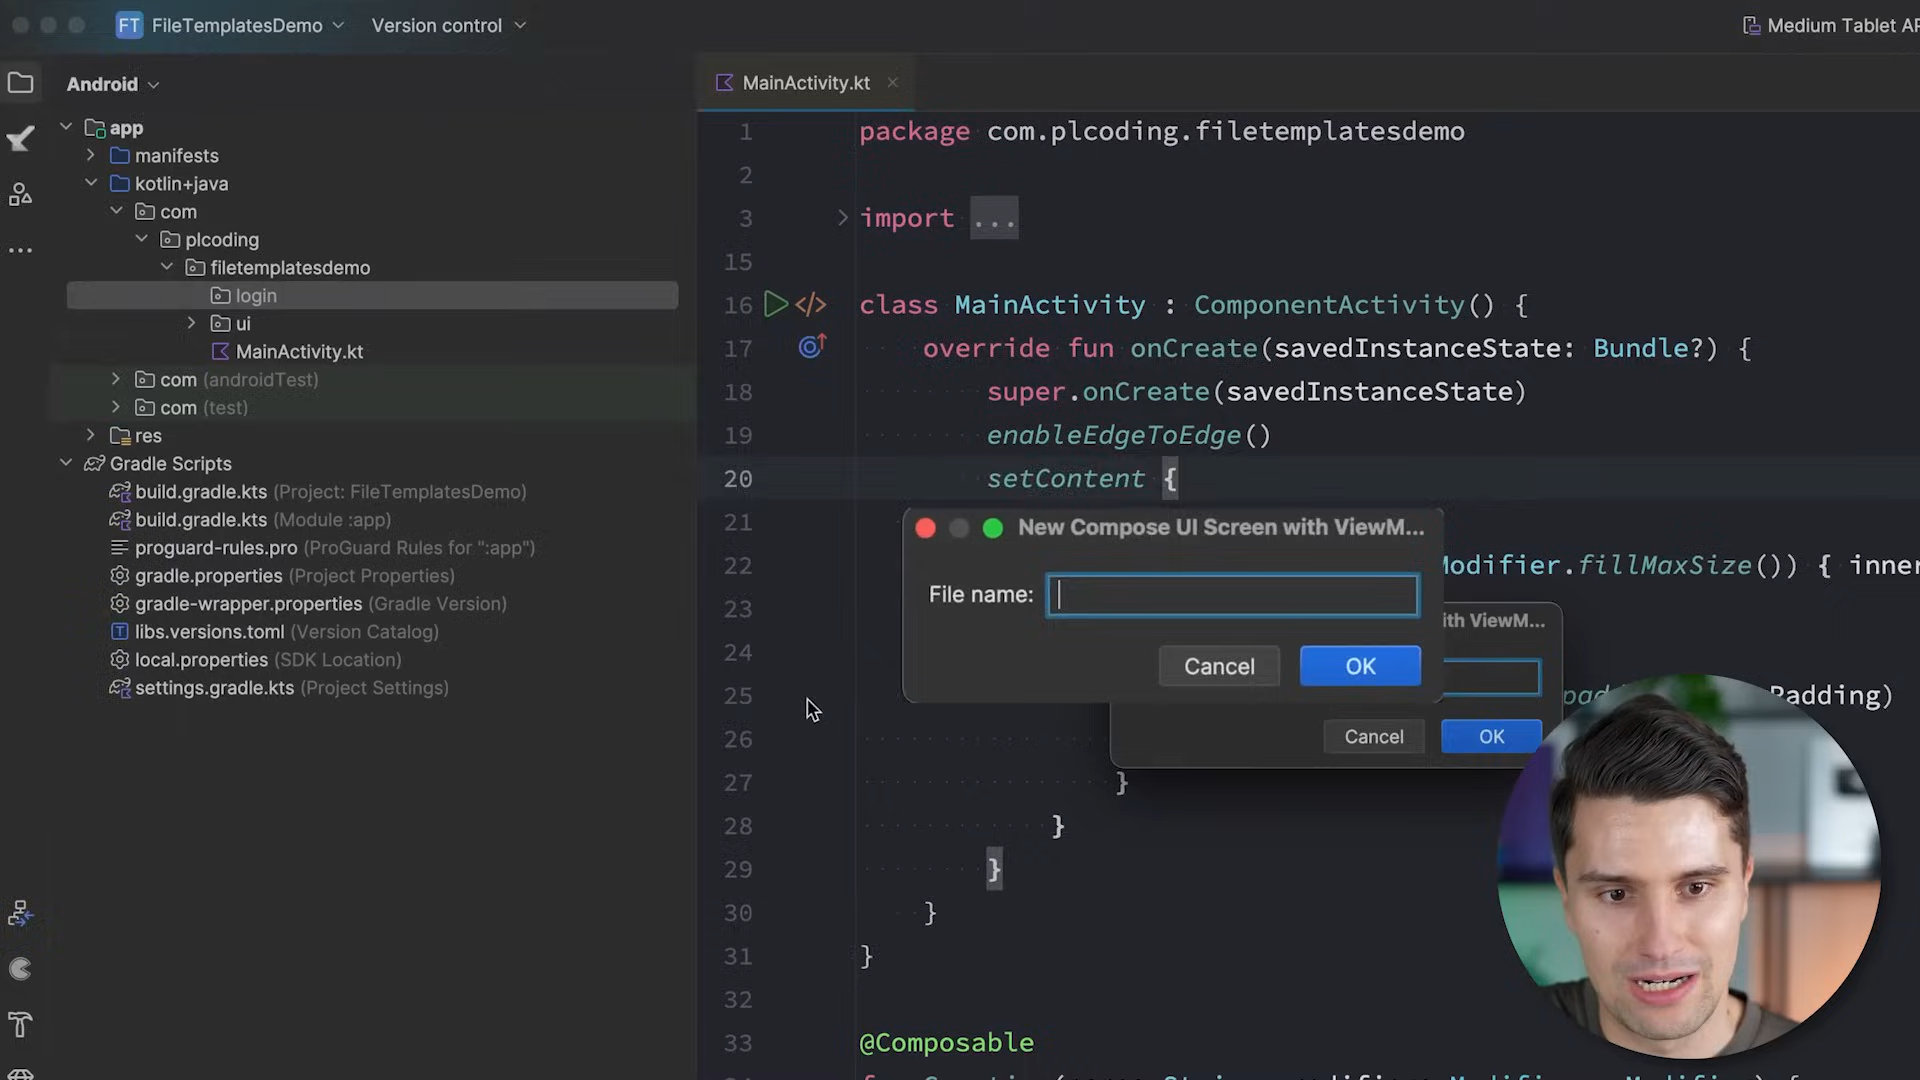 FT FileTemplatesDemo Version control
Medium Tablet AP
Android
MainActivity.kt
app
manifests
kotlin+java
com
plcoding
filetemplatesdemo
login
ui
MainActivity.kt
com (androidTest)
com (test)
res
Gradle Scripts
build.gradle.kts (Project: FileTemplatesDemo)
build.gradle.kts (Module :app)
proguard-rules.pro (ProGuard Rules for ":app")
gradle.properties (Project Properties)
gradle-wrapper.properties (Gradle Version)
libs.versions.toml (Version Catalog)
local.properties (SDK Location)
settings.gradle.kts (Project Settings)
1 package com.plcoding.filetemplatesdemo
2
3 import ...
15
16 class MainActivity : ComponentActivity() {
17 override fun onCreate(savedInstanceState: Bundle?) {
18 super.onCreate(savedInstanceState)
19 enableEdgeToEdge()
20 setContent {
21
22 Modifier.fillMaxSize()) { inner
23
24
25 Padding)
26
27 }
28 }
29 }
30 }
31 }
32
33 @Composable
New Compose UI Screen with ViewM...
File name:
Cancel OK
ith ViewM...
Cancel OK